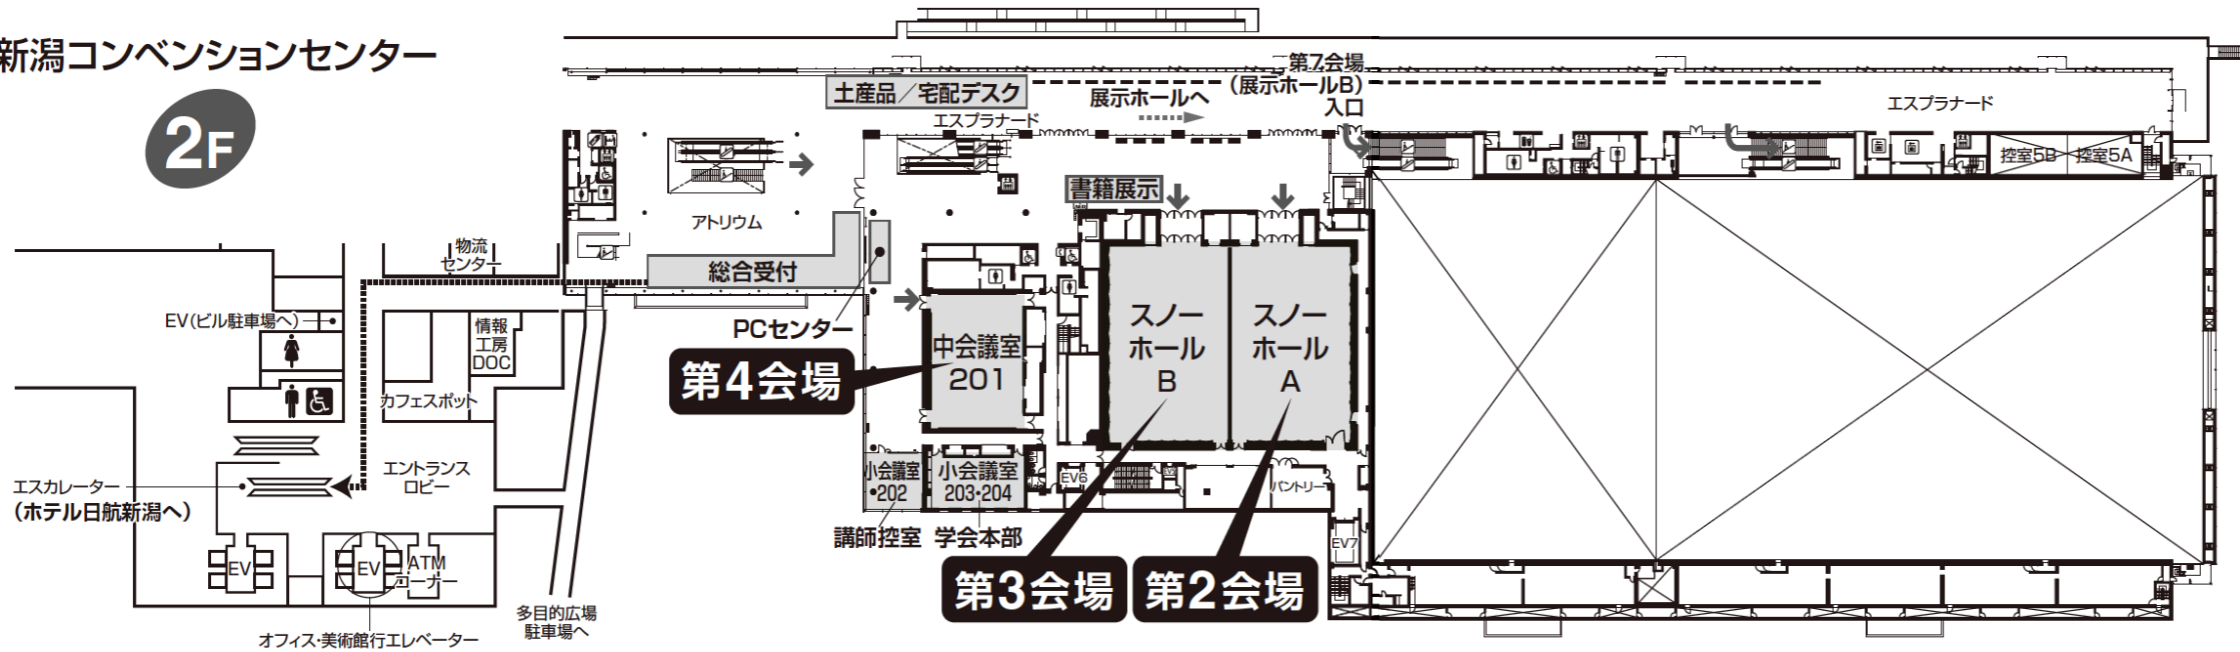 新潟コンベンションセンター
2F
土産品／宅配デスク
エスプラナード
展示ホールへ
第7会場
(展示ホールB)
入口
エスプラナード
控室5B
控室5A
書籍展示
アトリウム
総合受付
PCセンター
物流
センター
EV(ビル駐車場へ)
情報
工房
DOC
カフェスポット
エントランス
ロビー
エスカレーター
(ホテル日航新潟へ)
EV
EV
ATM
コーナー
オフィス・美術館行エレベーター
多目的広場
駐車場へ
中会議室
201
第4会場
スノー
ホール
B
スノー
ホール
A
小会議室
202
小会議室
203・204
講師控室
学会本部
EV6
パントリー
EV7
第3会場
第2会場